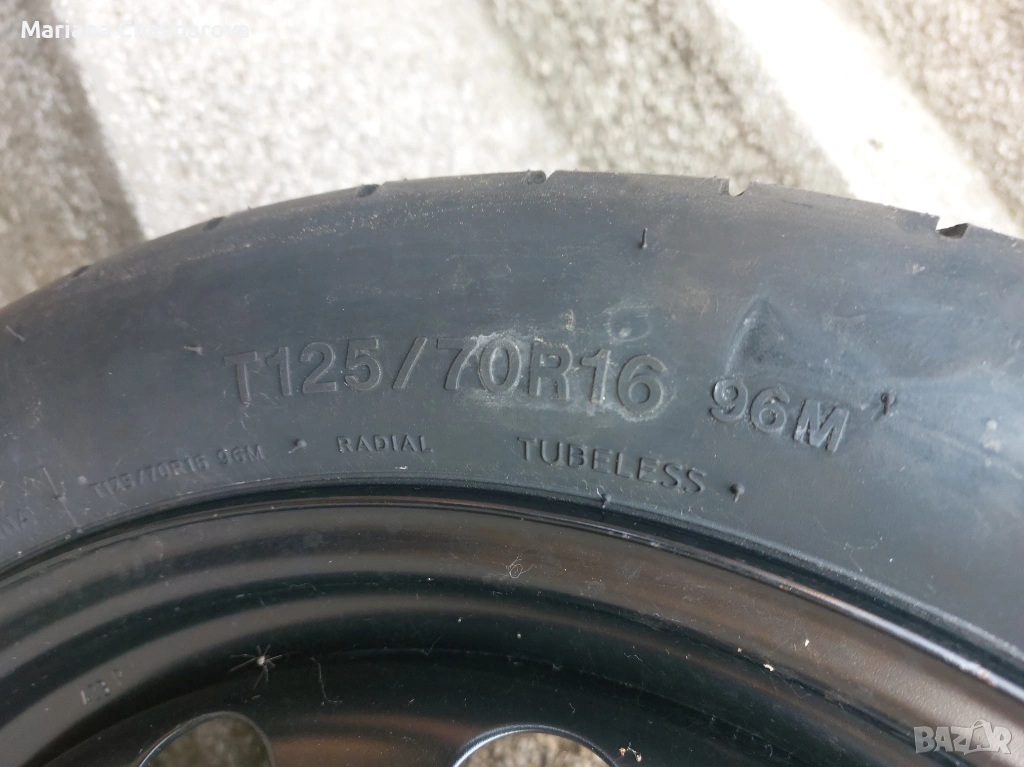 T125/70R16 96M
T125/70R16 96M RADIAL TUBELESS
BAZAR